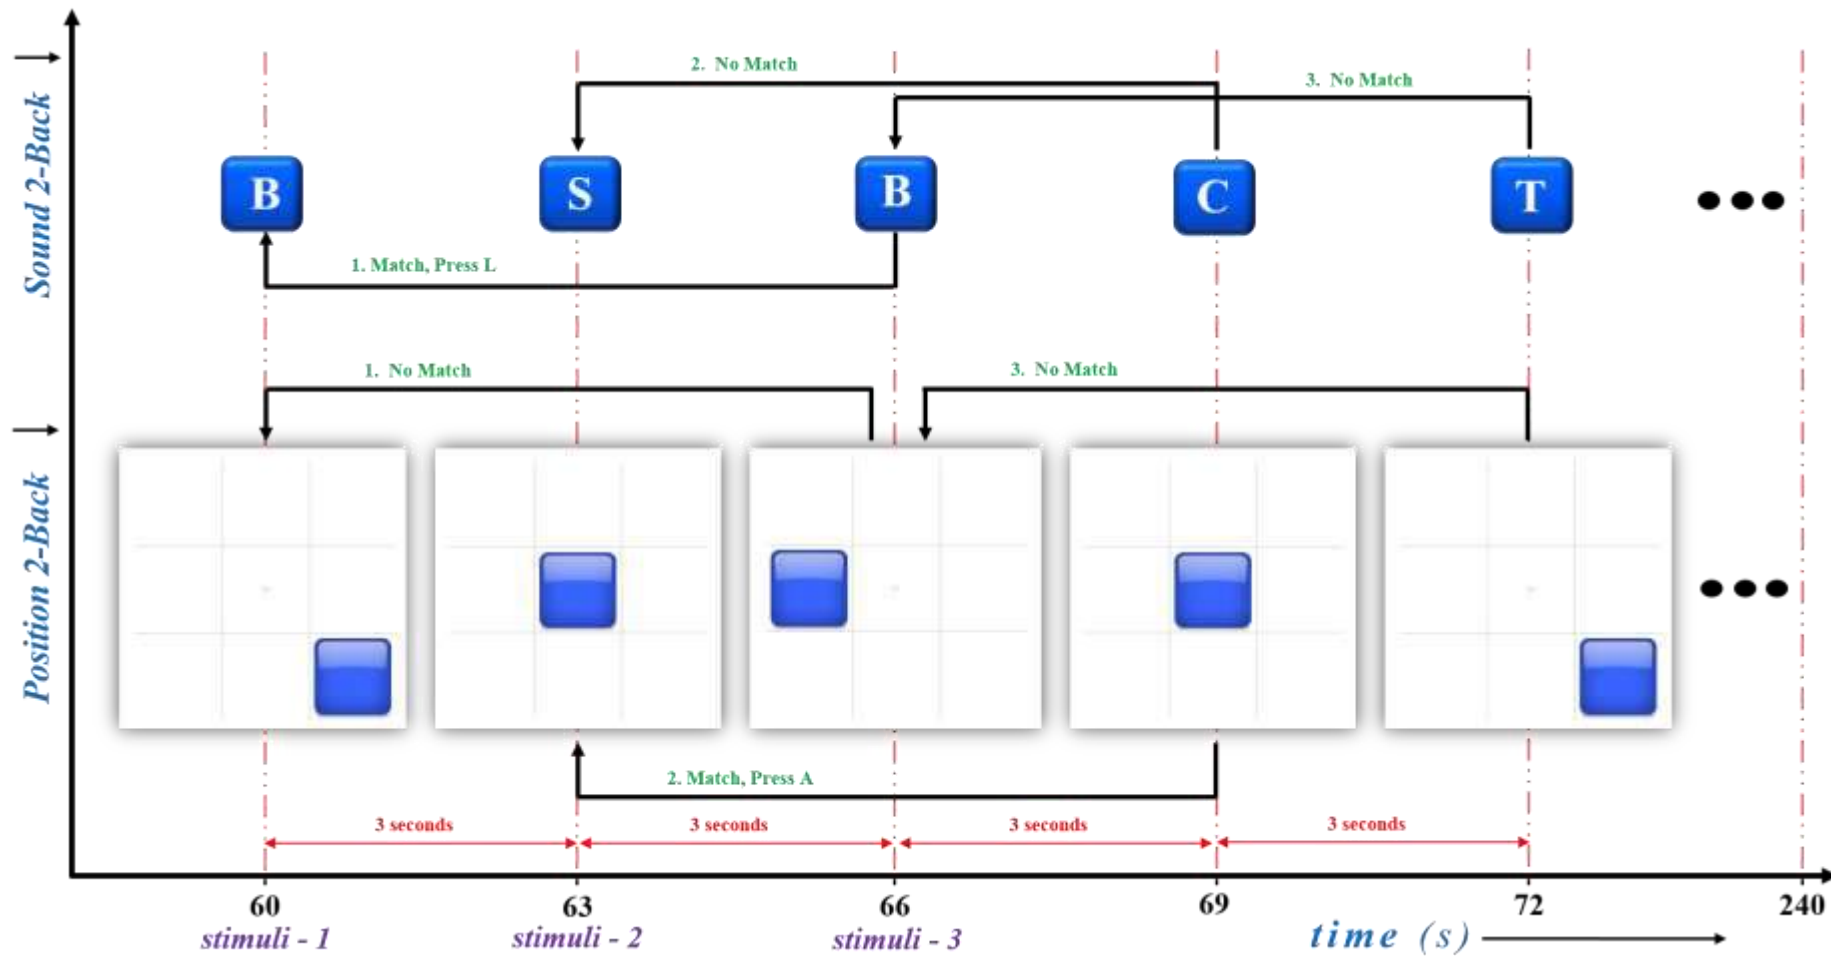 Sound 2-Back
2. No Match
3. No Match
B
S
B
C
T
1. Match, Press L
Position 2-Back
1. No Match
3. No Match
2. Match, Press A
3 seconds
3 seconds
3 seconds
3 seconds
60
63
66
69
72
240
stimuli - 1
stimuli - 2
stimuli - 3
time (s)